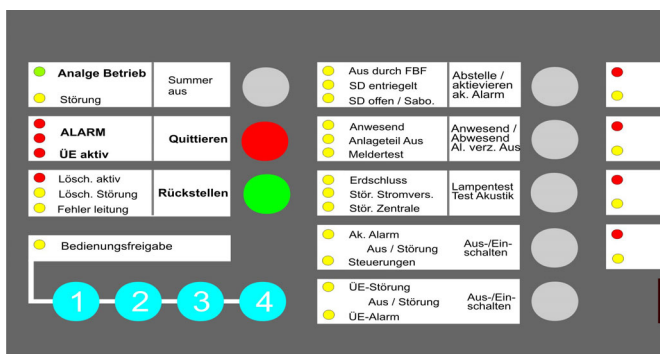 Analge Betrieb
Störung
Summer
aus
ALARM
ÜE aktiv
Quittieren
Lösch. aktiv
Lösch. Störung
Fehler leitung
Rückstellen
Bedienungsfreigabe
1 2 3 4
Aus durch FBF
SD entriegelt
SD offen / Sabo.
Abstelle /
aktevieren
ak. Alarm
Anwesend
Anlageteil Aus
Meldertest
Anwesend /
Abwesend
Al. verz. Aus
Erdschluss
Stör. Stromvers.
Stör. Zentrale
Lampentest
Test Akustik
Ak. Alarm
Aus / Störung
Steuerungen
Aus-/Ein-
schalten
ÜE-Störung
Aus / Störung
ÜE-Alarm
Aus-/Ein-
schalten